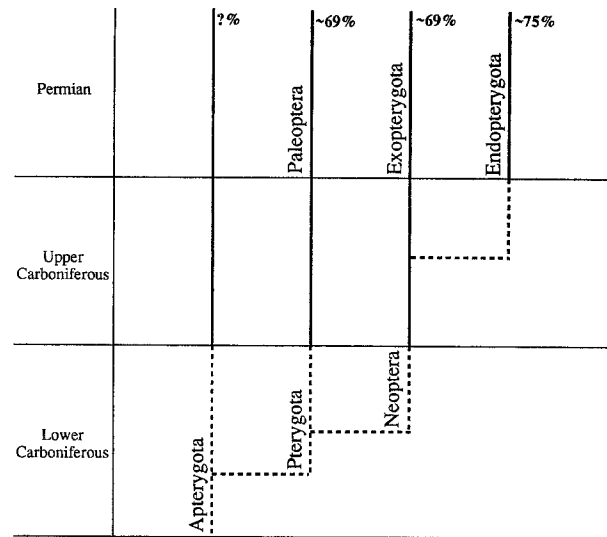 ?%
~69%
~69%
~75%
Permian
Paleoptera
Exopterygota
Endopterygota
Upper
Carboniferous
Lower
Carboniferous
Apterygota
Pterygota
Neoptera